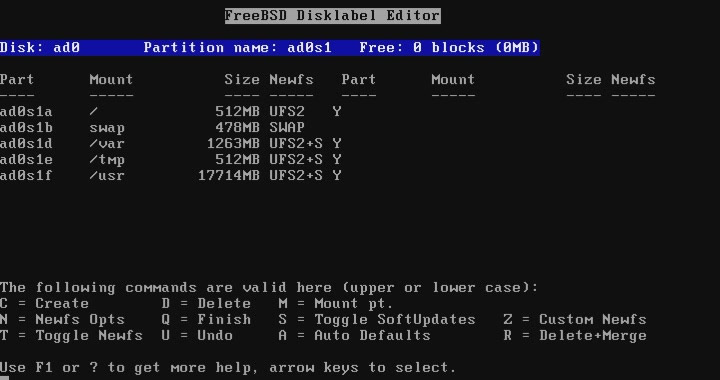 FreeBSD Disklabel Editor
Disk: ad0       Partition name: ad0s1   Free: 0 blocks (0MB)
Part      Mount          Size Newfs   Part      Mount          Size Newfs
----      -----          ---- -----   ----      -----          ---- -----
ad0s1a    /             512MB UFS2   Y
ad0s1b    swap          478MB SWAP
ad0s1d    /var         1263MB UFS2+S Y
ad0s1e    /tmp          512MB UFS2+S Y
ad0s1f    /usr        17714MB UFS2+S Y
The following commands are valid here (upper or lower case):
C = Create        D = Delete   M = Mount pt.
N = Newfs Opts    Q = Finish   S = Toggle SoftUpdates   Z = Custom Newfs
T = Toggle Newfs  U = Undo     A = Auto Defaults        R = Delete+Merge
Use F1 or ? to get more help, arrow keys to select.